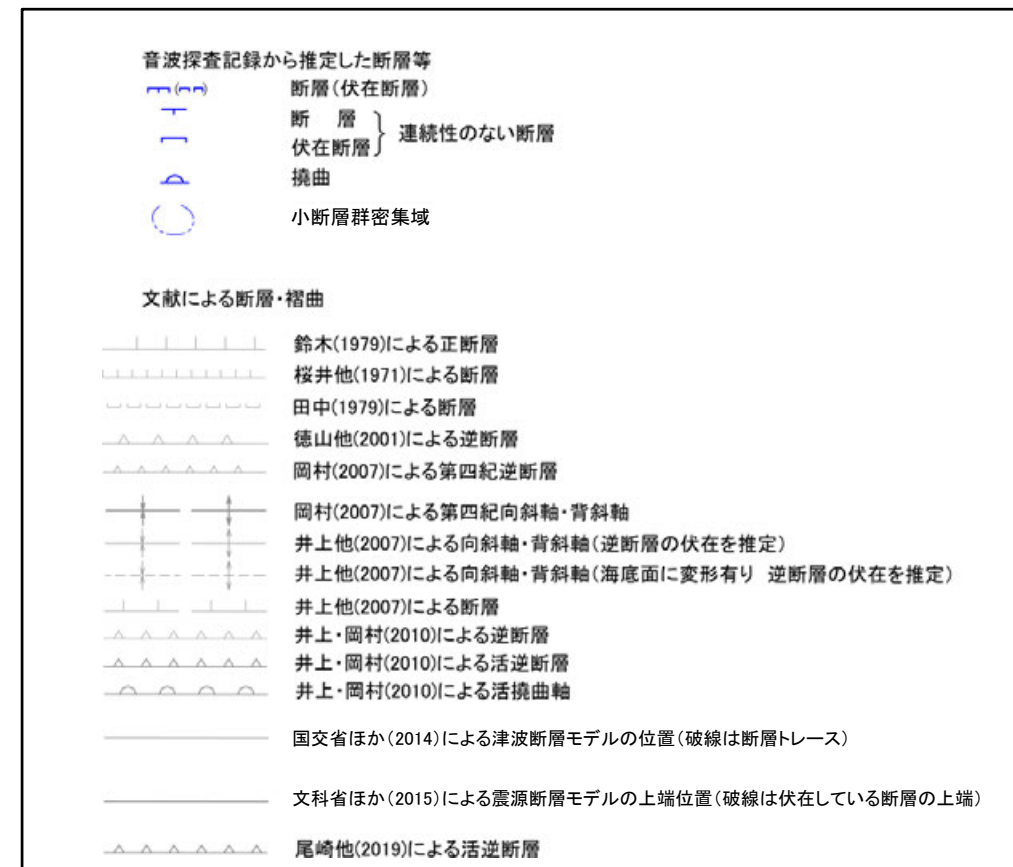 音波探査記録から推定した断層等
断層(伏在断層)
断　層
伏在断層
連続性のない断層
撓曲
小断層群密集域
文献による断層・褶曲
鈴木(1979)による正断層
桜井他(1971)による断層
田中(1979)による断層
徳山他(2001)による逆断層
岡村(2007)による第四紀逆断層
岡村(2007)による第四紀向斜軸・背斜軸
井上他(2007)による向斜軸・背斜軸(逆断層の伏在を推定)
井上他(2007)による向斜軸・背斜軸(海底面に変形有り 逆断層の伏在を推定)
井上他(2007)による断層
井上・岡村(2010)による逆断層
井上・岡村(2010)による活逆断層
井上・岡村(2010)による活撓曲軸
国交省ほか(2014)による津波断層モデルの位置(破線は断層トレース)
文科省ほか(2015)による震源断層モデルの上端位置(破線は伏在している断層の上端)
尾崎他(2019)による活逆断層